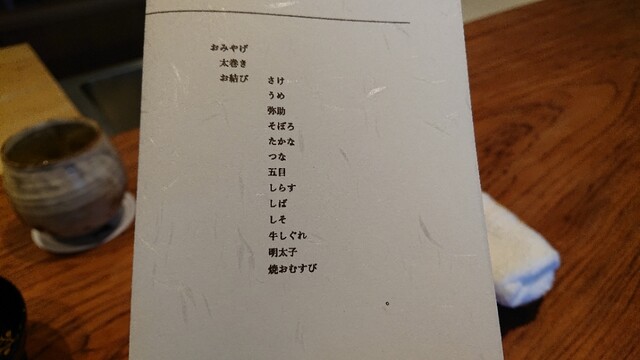 おみやげ
太巻き
お結び さけ
うめ
弥助
そぼろ
たかな
つな
五目
しらす
しば
しそ
牛しぐれ
明太子
焼おむすび